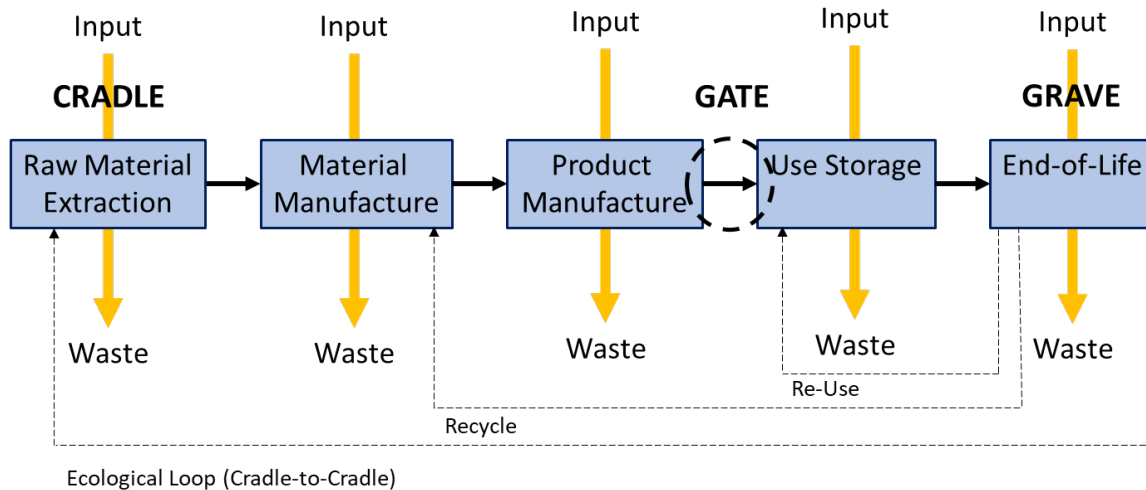 Input
Input
Input
Input
Input
CRADLE
GATE
GRAVE
Raw Material
Extraction
Material
Manufacture
Product
Manufacture
Use Storage
End-of-Life
Waste
Waste
Waste
Waste
Waste
Re-Use
Recycle
Ecological Loop (Cradle-to-Cradle)